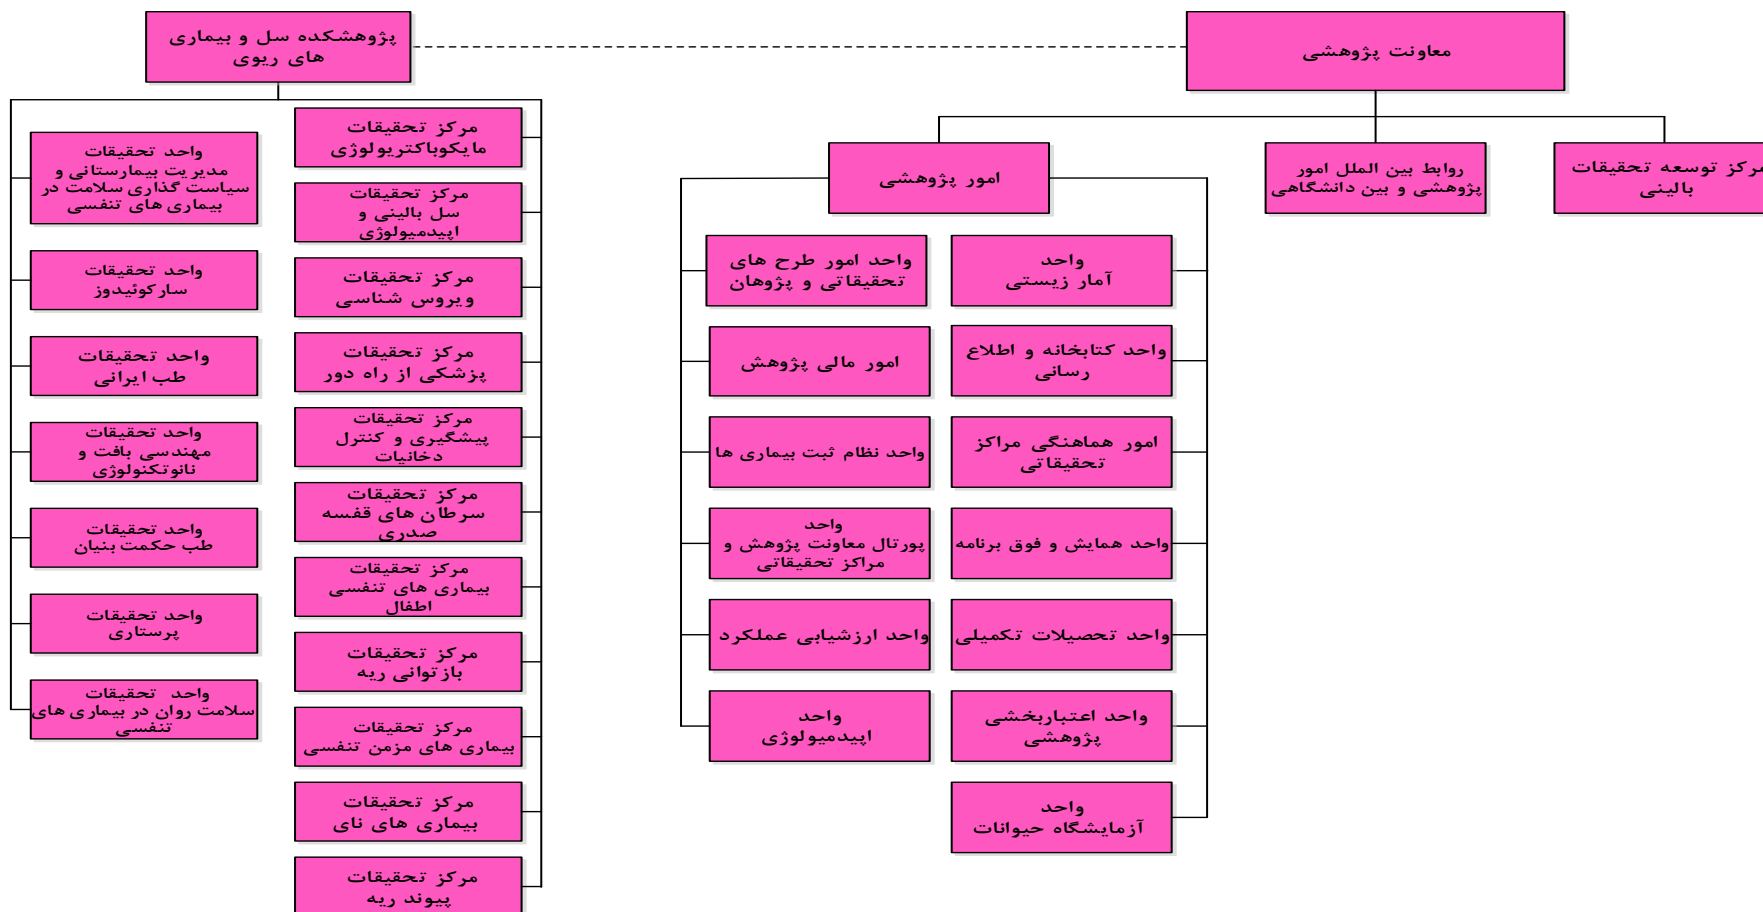 معاونت پژوهشی
پژوهشکده سل و بیماری
های ریوی
مرکز توسعه تحقیقات
بالینی
روابط بین الملل امور
پژوهشی و بین دانشگاهی
امور پژوهشی
واحد
آمار زیستی
واحد کتابخانه و اطلاع
رسانی
امور هماهنگی مراکز
تحقیقاتی
واحد همایش و فوق برنامه
واحد تحصیلات تکمیلی
واحد اعتباربخشی
پژوهشی
واحد
آزمایشگاه حیوانات
واحد امور طرح های
تحقیقاتی و پژوهان
امور مالی پژوهش
واحد نظام ثبت بیماری ها
واحد
پورتال معاونت پژوهش و
مراکز تحقیقاتی
واحد ارزشیابی عملکرد
واحد
اپیدمیولوژی
مرکز تحقیقات
مایکوباکتریولوژی
مرکز تحقیقات
سل بالینی و
اپیدمیولوژی
مرکز تحقیقات
ویروس شناسی
مرکز تحقیقات
پزشکی از راه دور
مرکز تحقیقات
پیشگیری و کنترل
دخانیات
مرکز تحقیقات
سرطان های قفسه
صدری
مرکز تحقیقات
بیماری های تنفسی
اطفال
مرکز تحقیقات
بازتوانی ریه
مرکز تحقیقات
بیماری های مزمن تنفسی
مرکز تحقیقات
بیماری های نای
مرکز تحقیقات
پیوند ریه
واحد تحقیقات
مدیریت بیمارستانی و
سیاست گذاری سلامت در
بیماری های تنفسی
واحد تحقیقات
سارکوئیدوز
واحد تحقیقات
طب ایرانی
واحد تحقیقات
مهندسی بافت و
نانوتکنولوژی
واحد تحقیقات
طب حکمت بنیان
واحد تحقیقات
پرستاری
واحد تحقیقات
سلامت روان در بیماری های
تنفسی